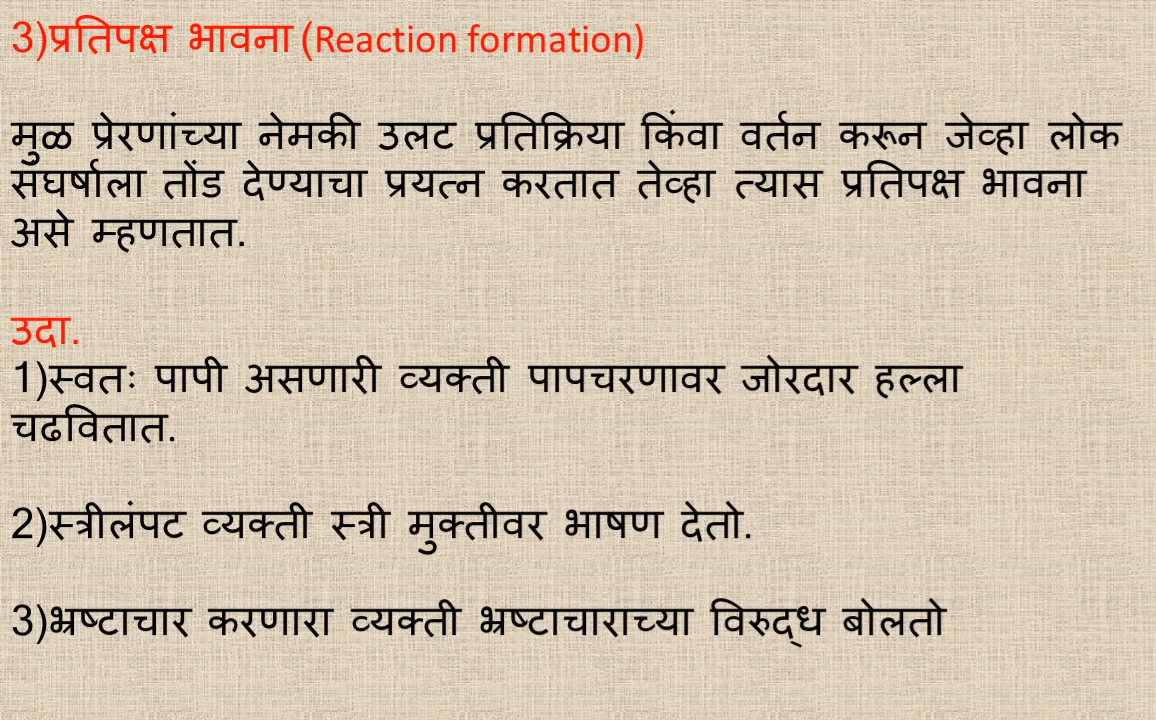 3)प्रतिपक्ष भावना (Reaction formation)
मुळ प्रेरणांच्या नेमकी उलट प्रतिक्रिया किंवा वर्तन करून जेव्हा लोक
संघर्षाला तोंड देण्याचा प्रयत्न करतात तेव्हा त्यास प्रतिपक्ष भावना
असे म्हणतात.
उदा.
1)स्वतः पापी असणारी व्यक्ती पापचरणावर जोरदार हल्ला
चढवितात.
2)स्त्रीलंपट व्यक्ती स्त्री मुक्तीवर भाषण देतो.
3)भ्रष्टाचार करणारा व्यक्ती भ्रष्टाचाराच्या विरुद्ध बोलतो